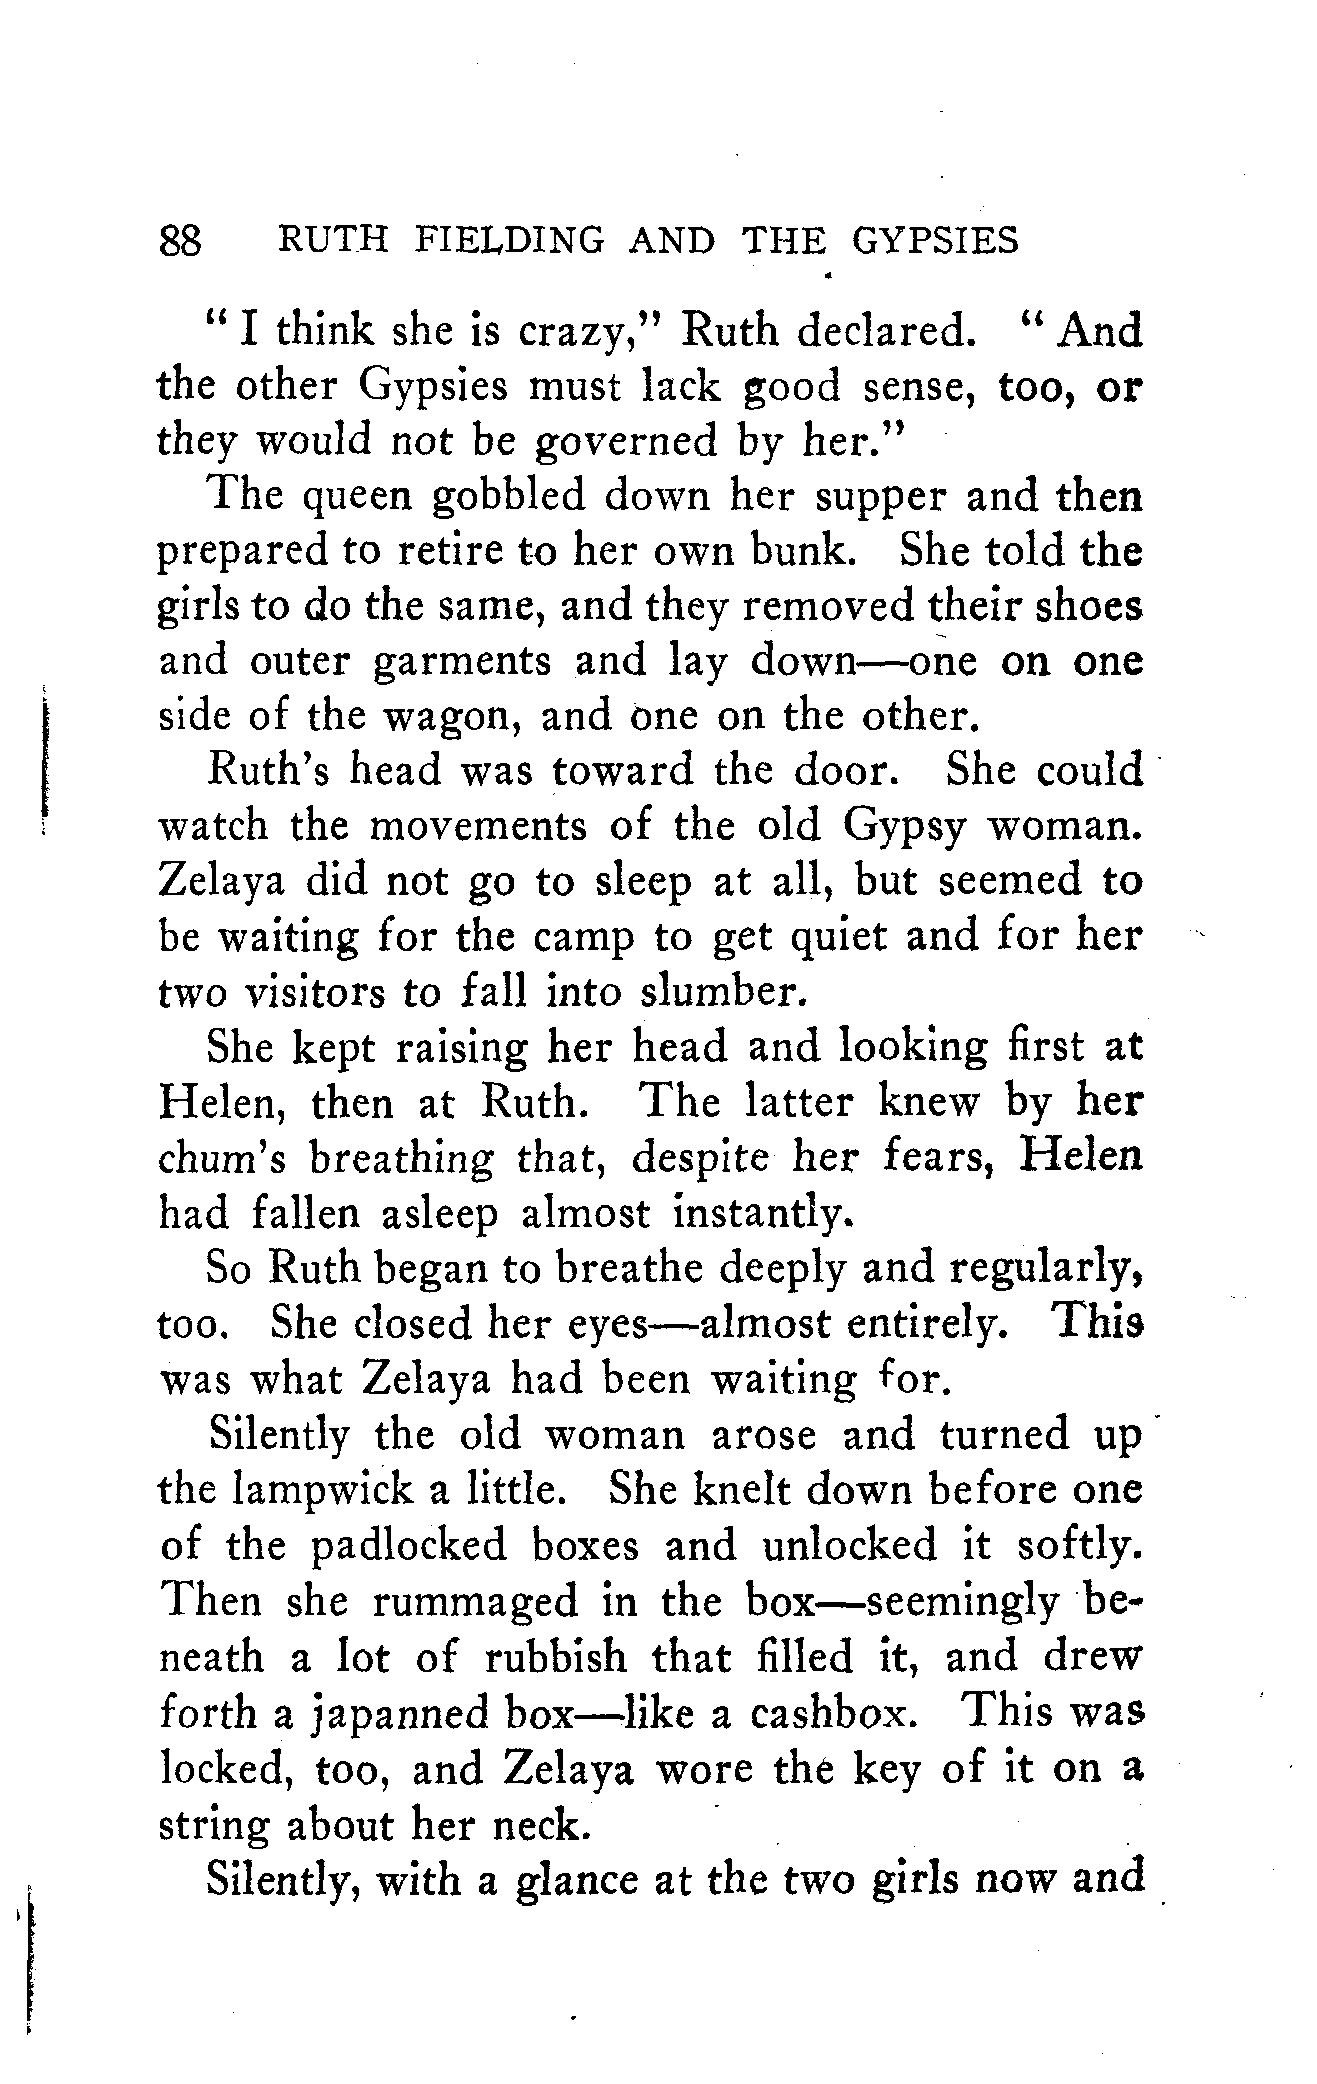 88 RUTH FIELDING AND THE GYPSIES
" I think she is crazy," Ruth declared. " And
the other Gypsies must lack good sense, too, or
they would not be governed by her."
The queen gobbled down her supper and then
prepared to retire to her own bunk. She told the
girls to do the same, and they removed their shoes
and outer garments and lay down—one on one
side of the wagon, and one on the other.
Ruth's head was toward the door. She could
watch the movements of the old Gypsy woman.
Zelaya did not go to sleep at all, but seemed to
be waiting for the camp to get quiet and for her
two visitors to fall into slumber.
She kept raising her head and looking first at
Helen, then at Ruth. The latter knew by her
chum's breathing that, despite her fears, Helen
had fallen asleep almost instantly.
So Ruth began to breathe deeply and regularly,
too. She closed her eyes—almost entirely. This
was what Zelaya had been waiting for.
Silently the old woman arose and turned up
the lampwick a little. She knelt down before one
of the padlocked boxes and unlocked it softly.
Then she rummaged in the box—seemingly be-
neath a lot of rubbish that filled it, and drew
forth a japanned box—like a cashbox. This was
locked, too, and Zelaya wore the key of it on a
string about her neck.
Silently, with a glance at the two girls now and